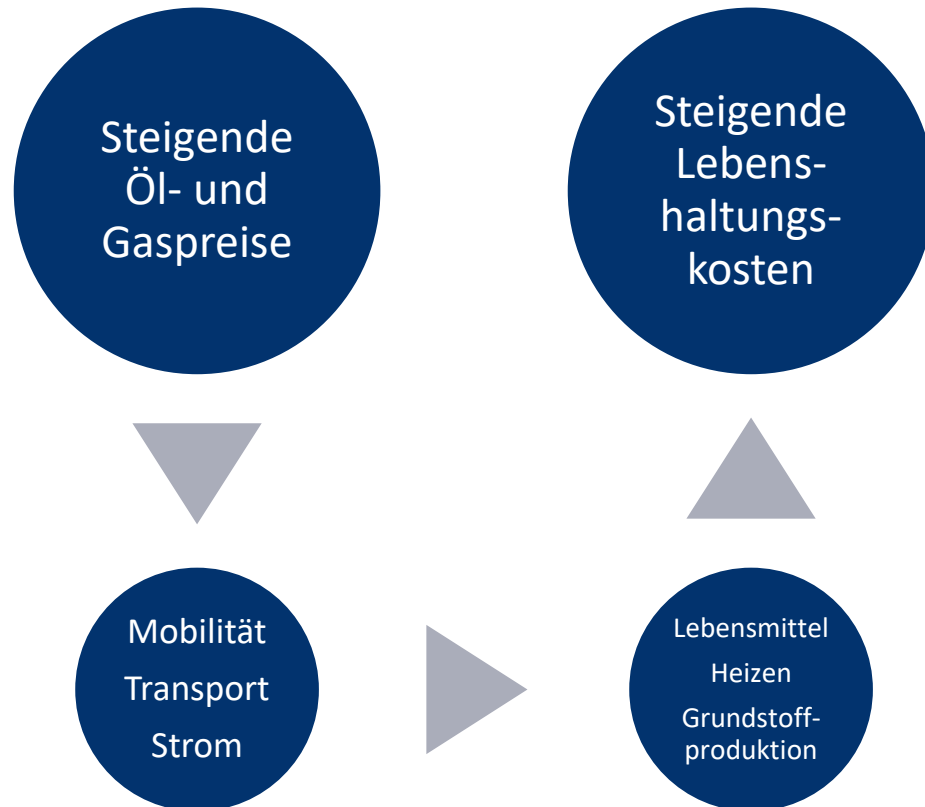 Steigende
Öl- und
Gaspreise
Mobilität
Transport
Strom
Lebensmittel
Heizen
Grundstoff-
produktion
Steigende
Lebens-
haltungs-
kosten